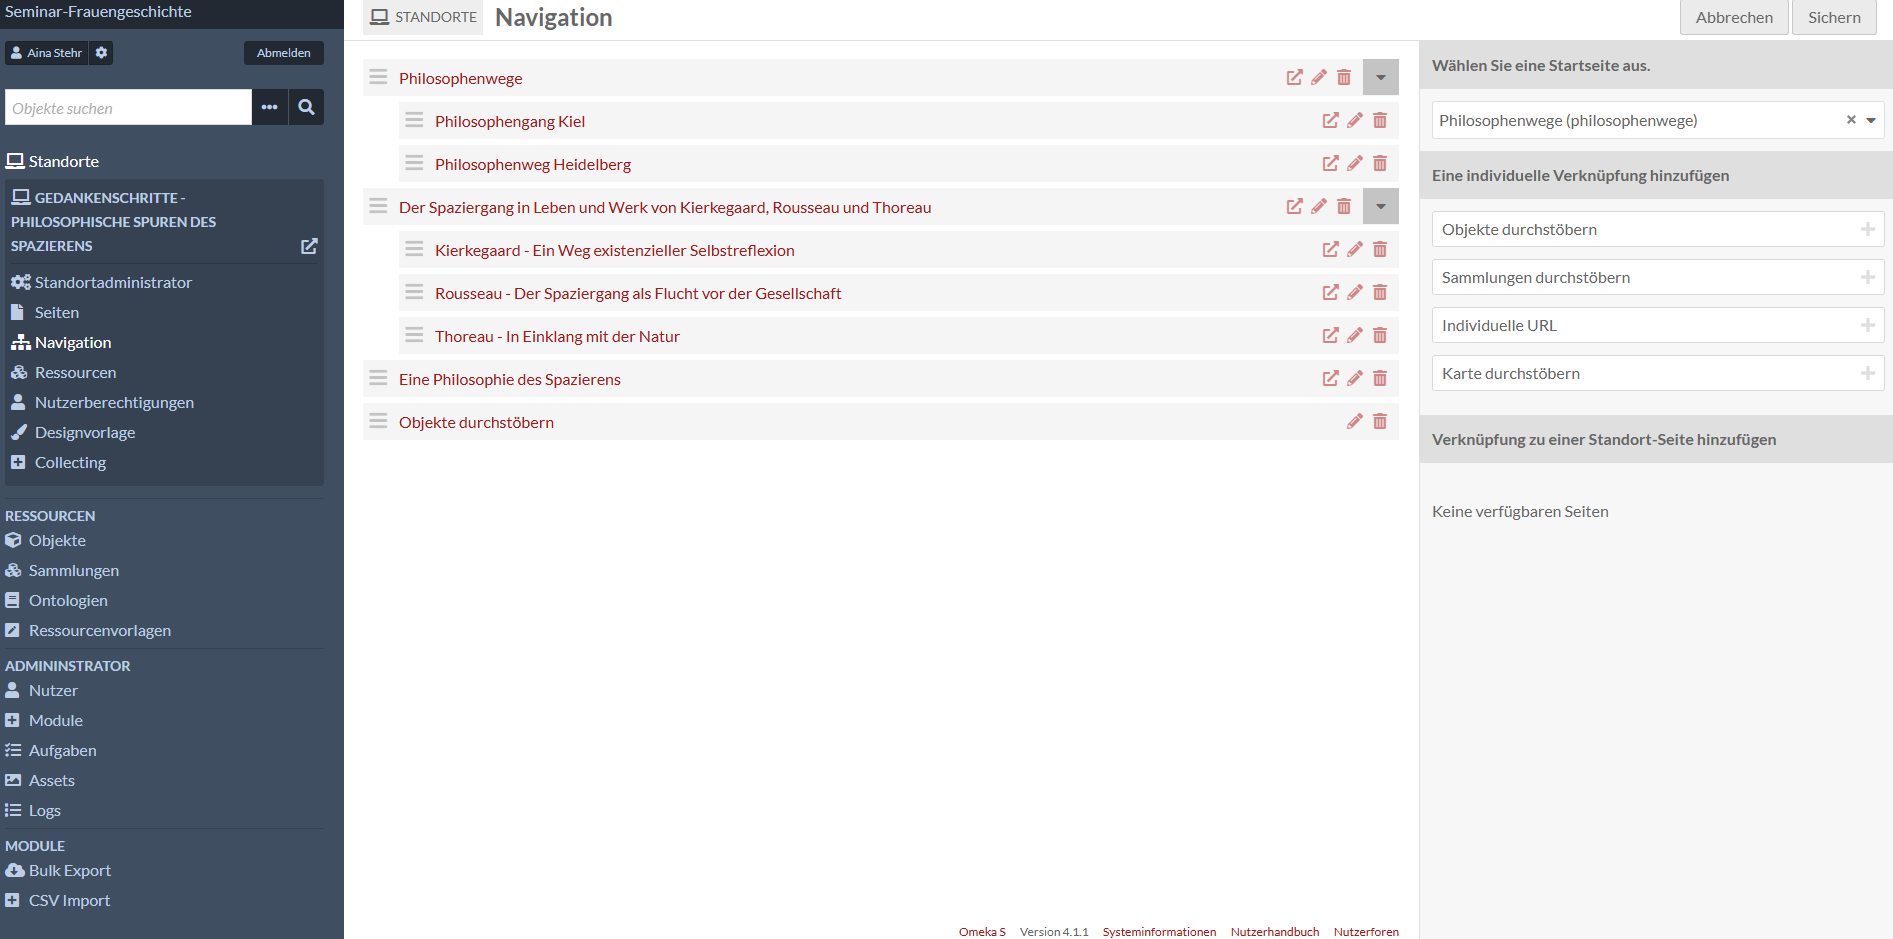 Seminar-Frauengeschichte
Aina Stehr
Abmelden
Objekte suchen
Standorte
GEDANKENSCHRITTE -
PHILOSOPHISCHE SPUREN DES
SPAZIERENS
Standortadministrator
Seiten
Navigation
Ressourcen
Nutzerberechtigungen
Designvorlage
Collecting
RESSOURCEN
Objekte
Sammlungen
Ontologien
Ressourcenvorlagen
ADMININSTRATOR
Nutzer
Module
Aufgaben
Assets
Logs
MODULE
Bulk Export
CSV Import
STANDORTE Navigation
Abbrechen
Sichern
Philosophenwege
Philosophengang Kiel
Philosophenweg Heidelberg
Der Spaziergang in Leben und Werk von Kierkegaard, Rousseau und Thoreau
Kierkegaard - Ein Weg existenzieller Selbstreflexion
Rousseau - Der Spaziergang als Flucht vor der Gesellschaft
Thoreau - In Einklang mit der Natur
Eine Philosophie des Spazierens
Objekte durchstöbern
Wählen Sie eine Startseite aus.
Philosophenwege (philosophenwege)
Eine individuelle Verknüpfung hinzufügen
Objekte durchstöbern
Sammlungen durchstöbern
Individuelle URL
Karte durchstöbern
Verknüpfung zu einer Standort-Seite hinzufügen
Keine verfügbaren Seiten
Omeka S Version 4.1.1 Systeminformationen Nutzerhandbuch Nutzerforen